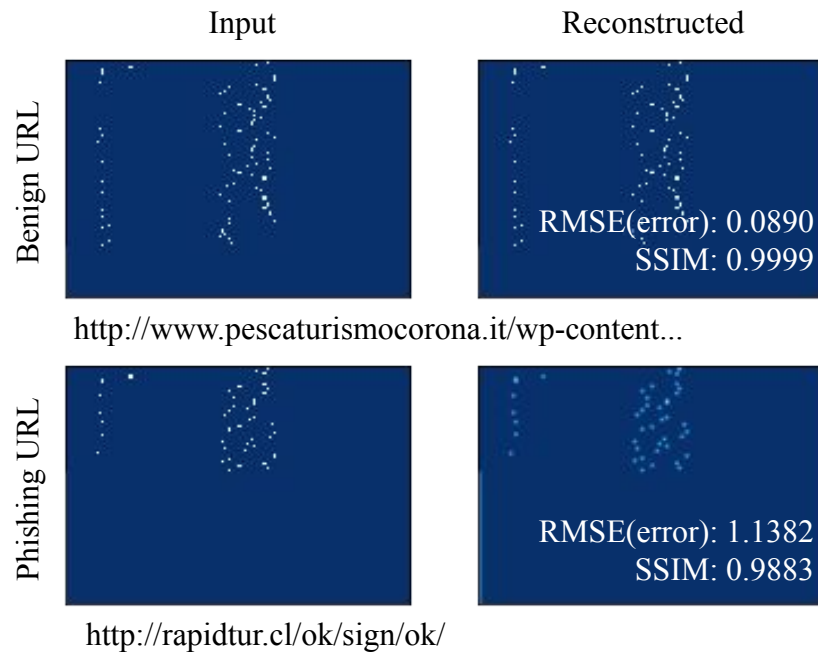 Input
Reconstructed
Benign URL
RMSE(error): 0.0890
SSIM: 0.9999
http://www.pescaturismocorona.it/wp-content...
Phishing URL
RMSE(error): 1.1382
SSIM: 0.9883
http://rapidtur.cl/ok/sign/ok/